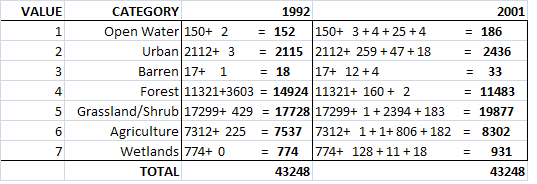 VALUE CATEGORY 1992 2001
1 Open Water 150+ 2 = 152 150+ 3 + 4 + 25 + 4 = 186
2 Urban 2112+ 3 = 2115 2112+ 259 + 47 + 18 = 2436
3 Barren 17+ 1 = 18 17+ 12 + 4 = 33
4 Forest 11321+3603 = 14924 11321+ 160 + 2 = 11483
5 Grassland/Shrub 17299+ 429 = 17728 17299+ 1 + 2394 + 183 = 19877
6 Agriculture 7312+ 225 = 7537 7312+ 1 + 1+ 806 + 182 = 8302
7 Wetlands 774+ 0 = 774 774+ 128 + 11 + 18 = 931
TOTAL 43248 43248